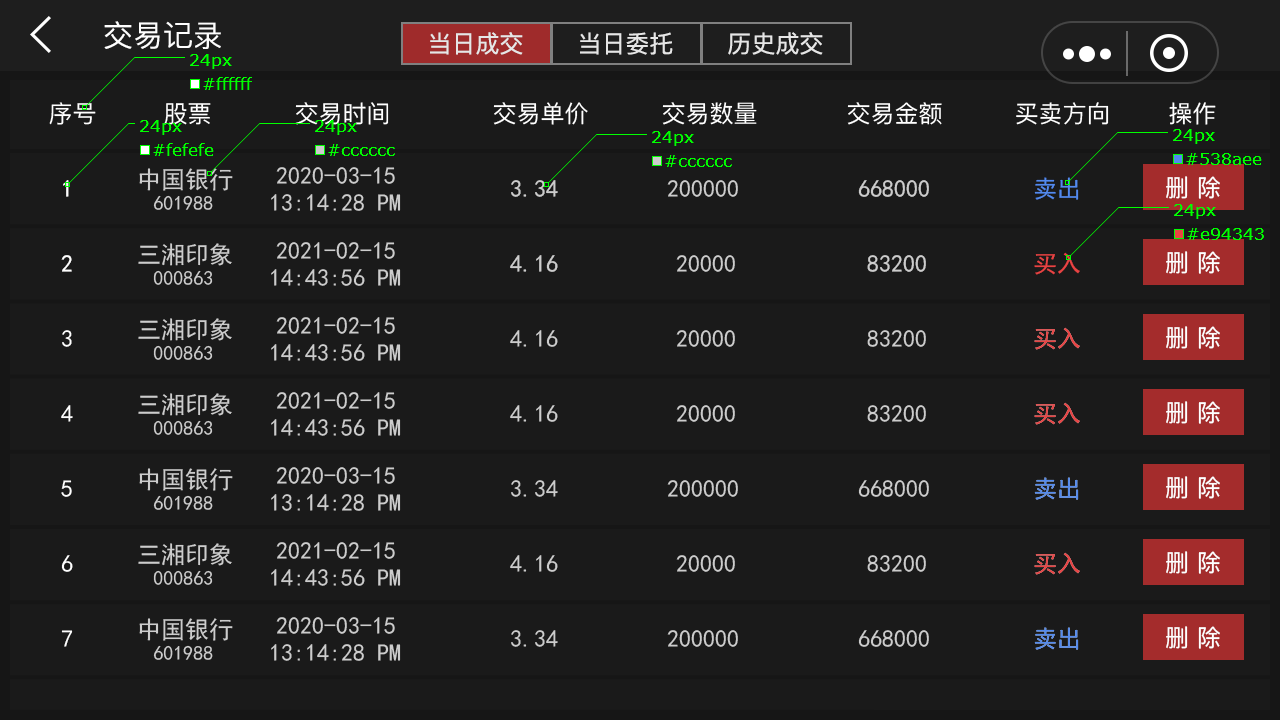 交易记录 当日成交 当日委托 历史成交
24px
#ffffff
序号 股票 交易时间 交易单价 交易数量 交易金额 买卖方向 操作
24px 24px 24px 24px
#fefefe #cccccc #cccccc #538aee
1 中国银行 601988 2020-03-15 13:14:28 PM 3.34 200000 668000 卖出 删 除
24px
#e94343
2 三湘印象 000863 2021-02-15 14:43:56 PM 4.16 20000 83200 买入 删 除
3 三湘印象 000863 2021-02-15 14:43:56 PM 4.16 20000 83200 买入 删 除
4 三湘印象 000863 2021-02-15 14:43:56 PM 4.16 20000 83200 买入 删 除
5 中国银行 601988 2020-03-15 13:14:28 PM 3.34 200000 668000 卖出 删 除
6 三湘印象 000863 2021-02-15 14:43:56 PM 4.16 20000 83200 买入 删 除
7 中国银行 601988 2020-03-15 13:14:28 PM 3.34 200000 668000 卖出 删 除